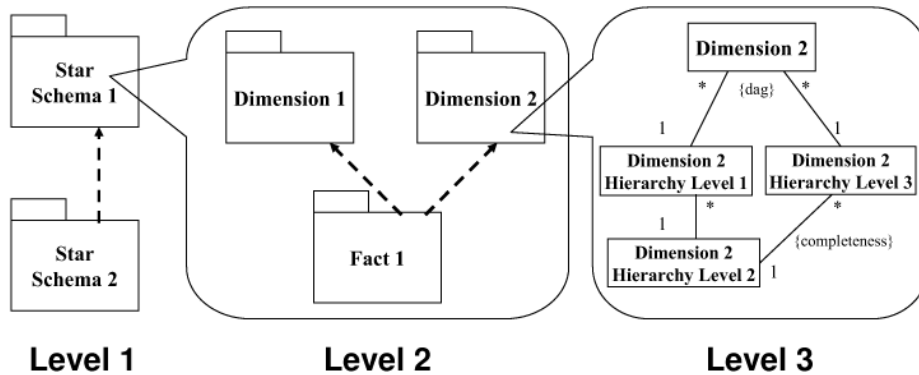 Star
Schema 1
Star
Schema 2
Level 1
Dimension 1
Dimension 2
Fact 1
Level 2
Dimension 2
*
{dag}
*
1
1
Dimension 2
Hierarchy Level 1
Dimension 2
Hierarchy Level 3
*
*
1
{completeness}
Dimension 2
Hierarchy Level 2
1
Level 3